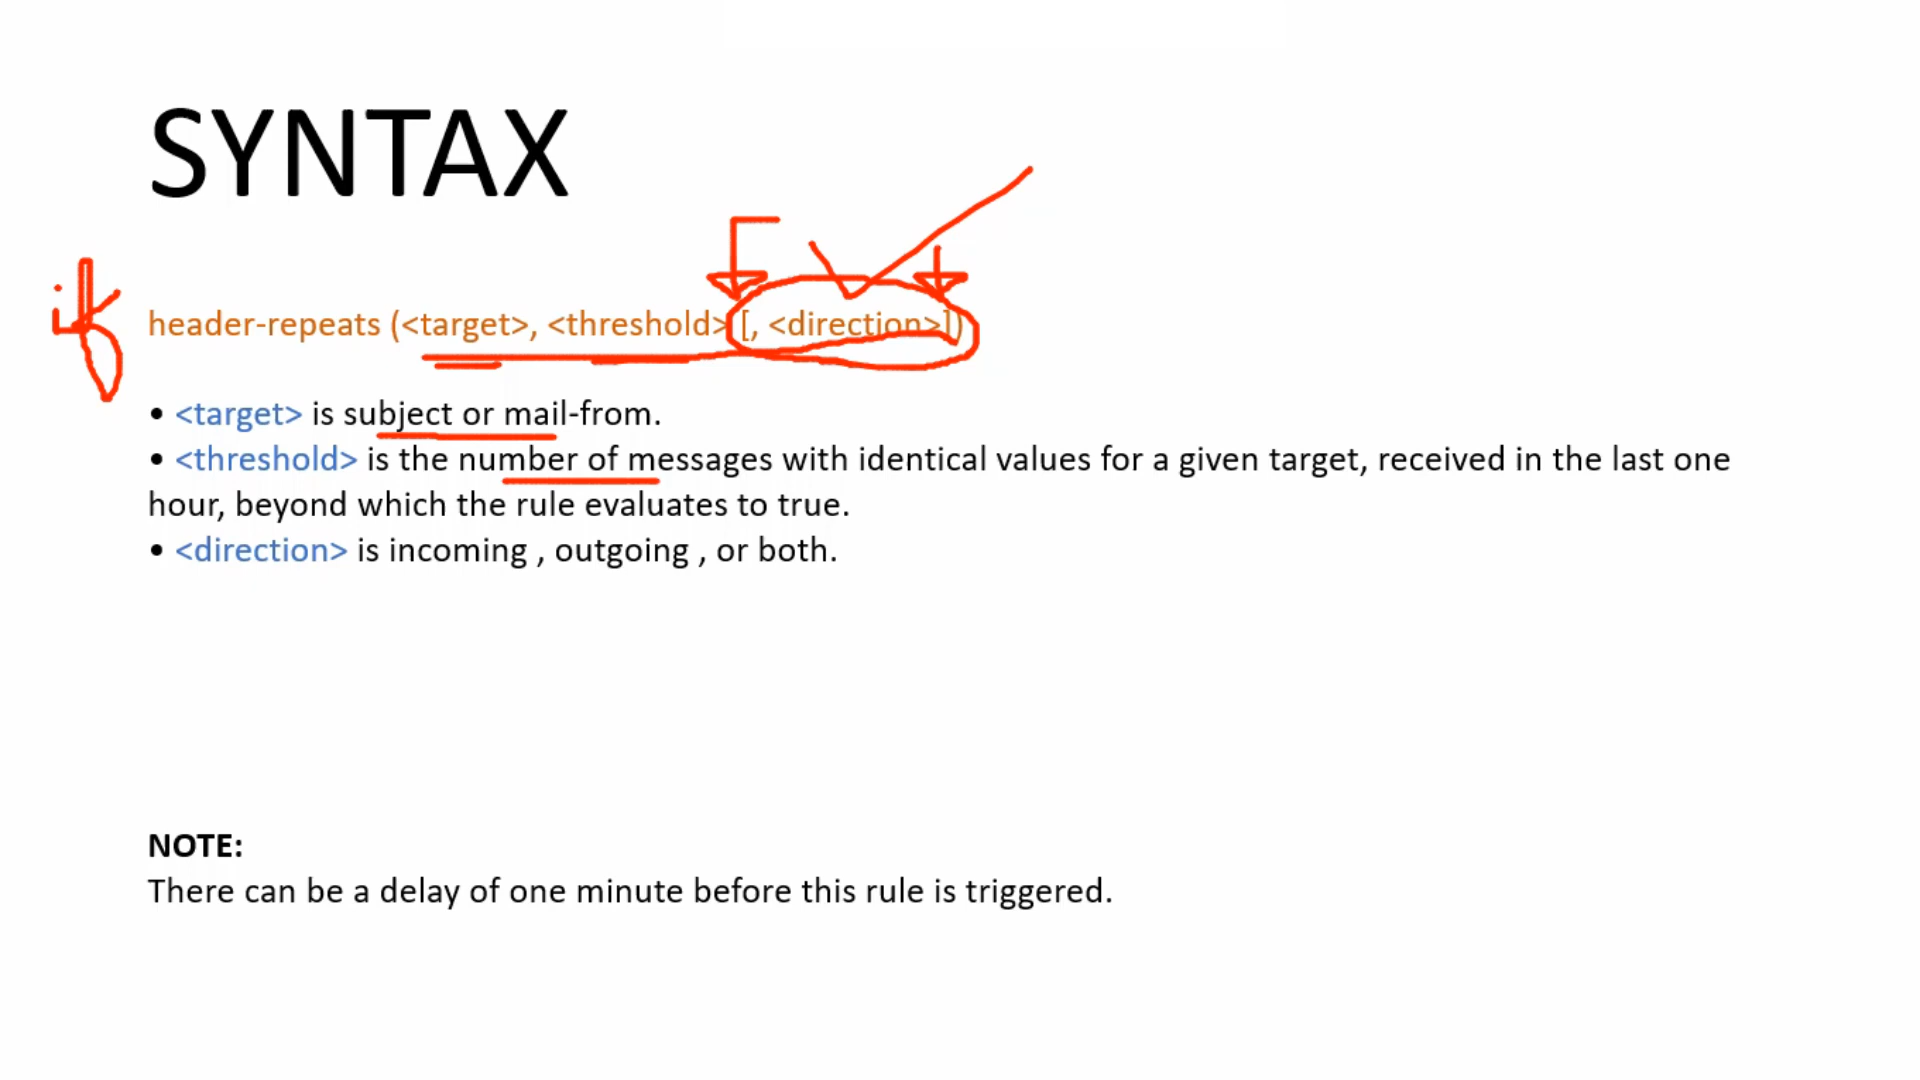 SYNTAX
if
header-repeats (<target>, <threshold> [, <direction>])
• <target> is subject or mail-from.
• <threshold> is the number of messages with identical values for a given target, received in the last one
hour, beyond which the rule evaluates to true.
• <direction> is incoming , outgoing , or both.
NOTE:
There can be a delay of one minute before this rule is triggered.